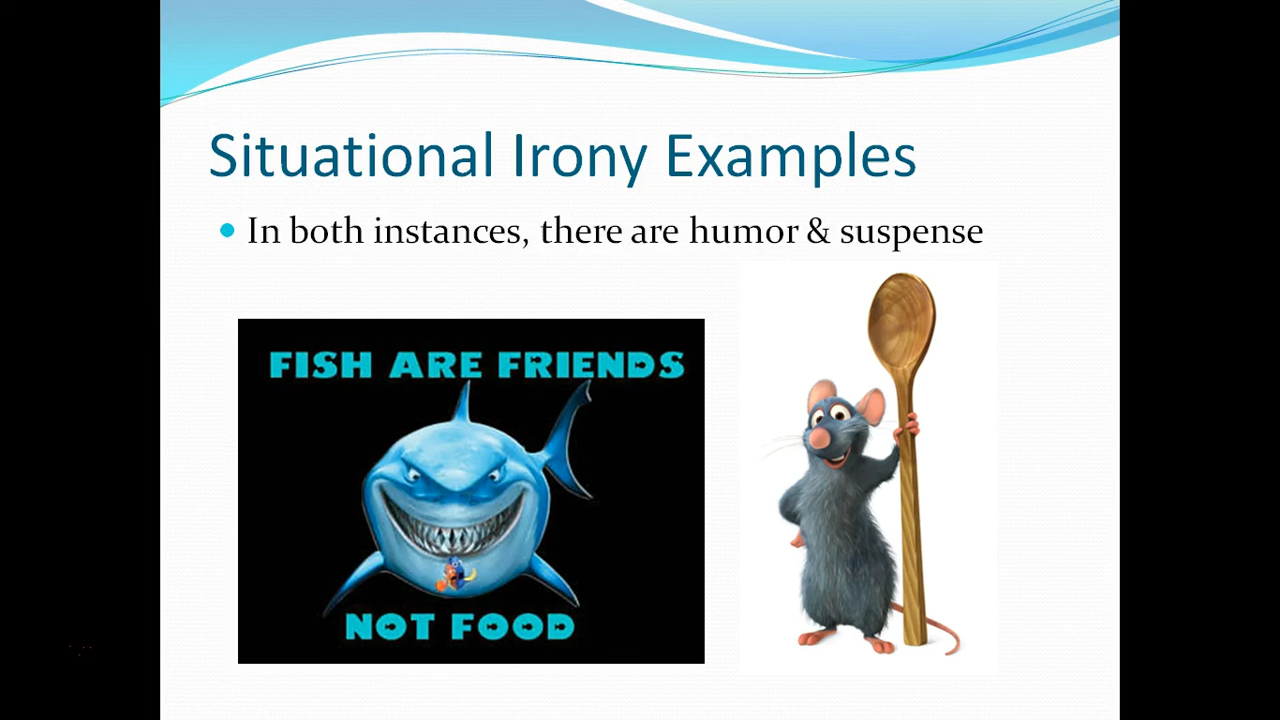 Situational Irony Examples
In both instances, there are humor & suspense
FISH ARE FRIENDS
NOT FOOD